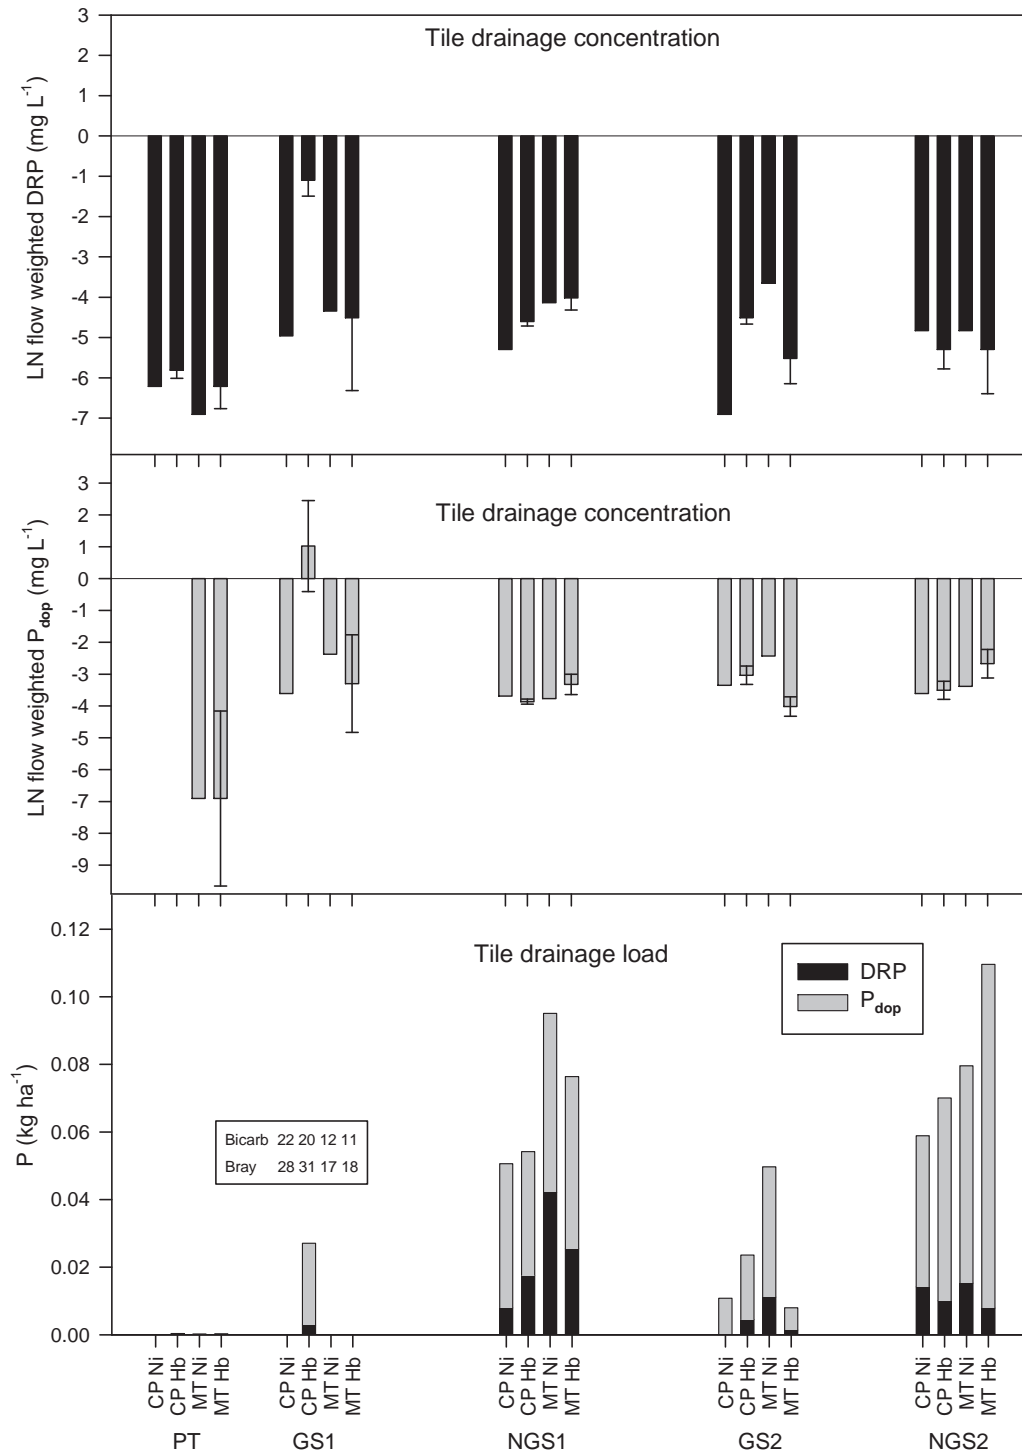 Tile drainage concentration
LN flow weighted DRP (mg L-1)
3
2
1
0
-1
-2
-3
-4
-5
-6
-7
Tile drainage concentration
LN flow weighted Pdop (mg L-1)
3
2
1
0
-1
-2
-3
-4
-5
-6
-7
-8
-9
Tile drainage load
P (kg ha-1)
0.12
0.10
0.08
0.06
0.04
0.02
0.00
DRP
Pdop
Bicarb 22 20 12 11
Bray 28 31 17 18
CP Ni
CP Hb
MT Ni
MT Hb
CP Ni
CP Hb
MT Ni
MT Hb
CP Ni
CP Hb
MT Ni
MT Hb
CP Ni
CP Hb
MT Ni
MT Hb
CP Ni
CP Hb
MT Ni
MT Hb
PT GS1 NGS1 GS2 NGS2